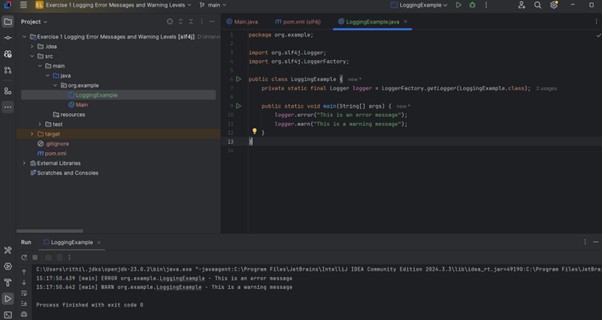 EL Exercise 1 Logging Error Messages and Warning Levels main LoggingExample
Project
Exercise 1 Logging Error Messages and Warning Levels [slf4j]
.idea
src
main
java
org.example
LoggingExample
Main
resources
test
target
.gitignore
pom.xml
External Libraries
Scratches and Consoles
Main.java pom.xml (slf4j) LoggingExample.java
1 package org.example;
3 import org.slf4j.Logger;
4 import org.slf4j.LoggerFactory;
public class LoggingExample { new *
private static final Logger logger = LoggerFactory.getLogger(LoggingExample.class); 2 usages
public static void main(String[] args) { new *
10 logger.error("This is an error message");
11 logger.warn("This is a warning message");
12 }
13 }
Run LoggingExample
C:\Users\rithi\.jdks\openjdk-23.0.2\bin\java.exe "-javaagent:C:\Program Files\JetBrains\IntelliJ IDEA Community Edition 2024.3.3\lib\idea_rt.jar=49190:C:\Program Files\JetBrains
15:17:50.639 [main] ERROR org.example.LoggingExample - This is an error message
15:17:50.642 [main] WARN org.example.LoggingExample - This is a warning message
Process finished with exit code 0